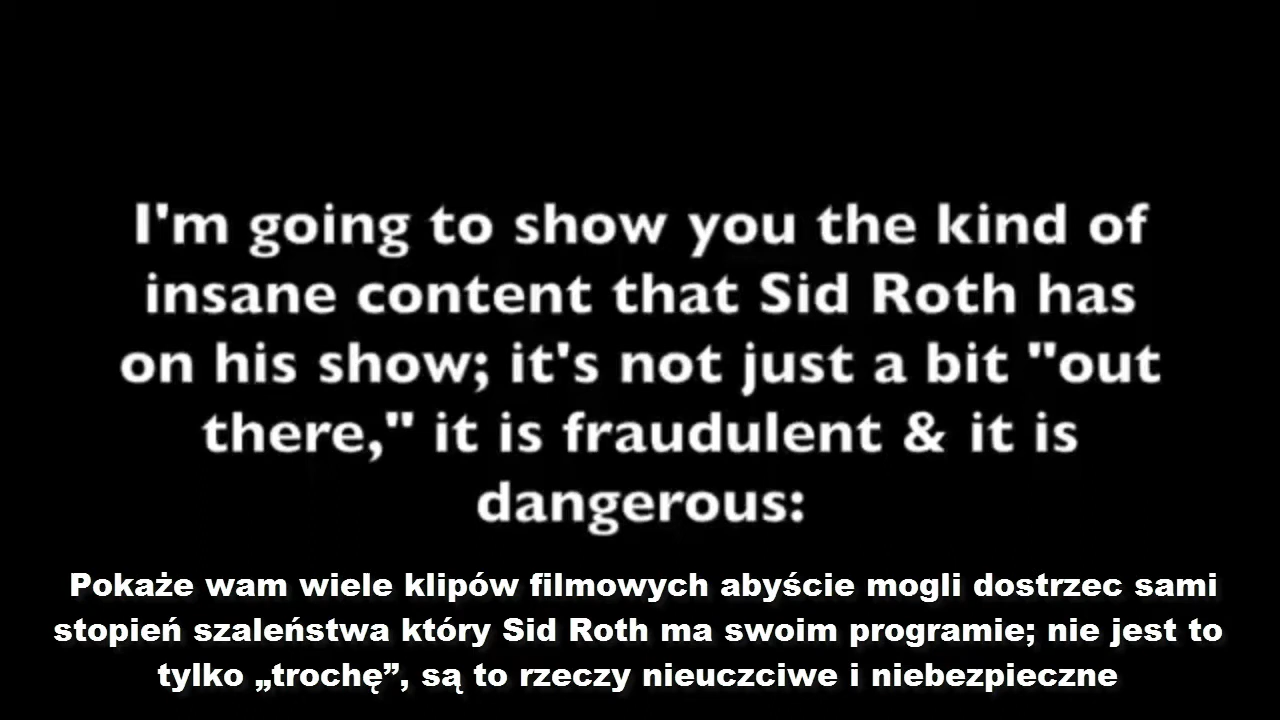 I'm going to show you the kind of
insane content that Sid Roth has
on his show; it's not just a bit "out
there," it is fraudulent & it is
dangerous:
Pokaże wam wiele klipów filmowych abyście mogli dostrzec sami
stopień szaleństwa który Sid Roth ma swoim programie; nie jest to
tylko „trochę”, są to rzeczy nieuczciwe i niebezpieczne